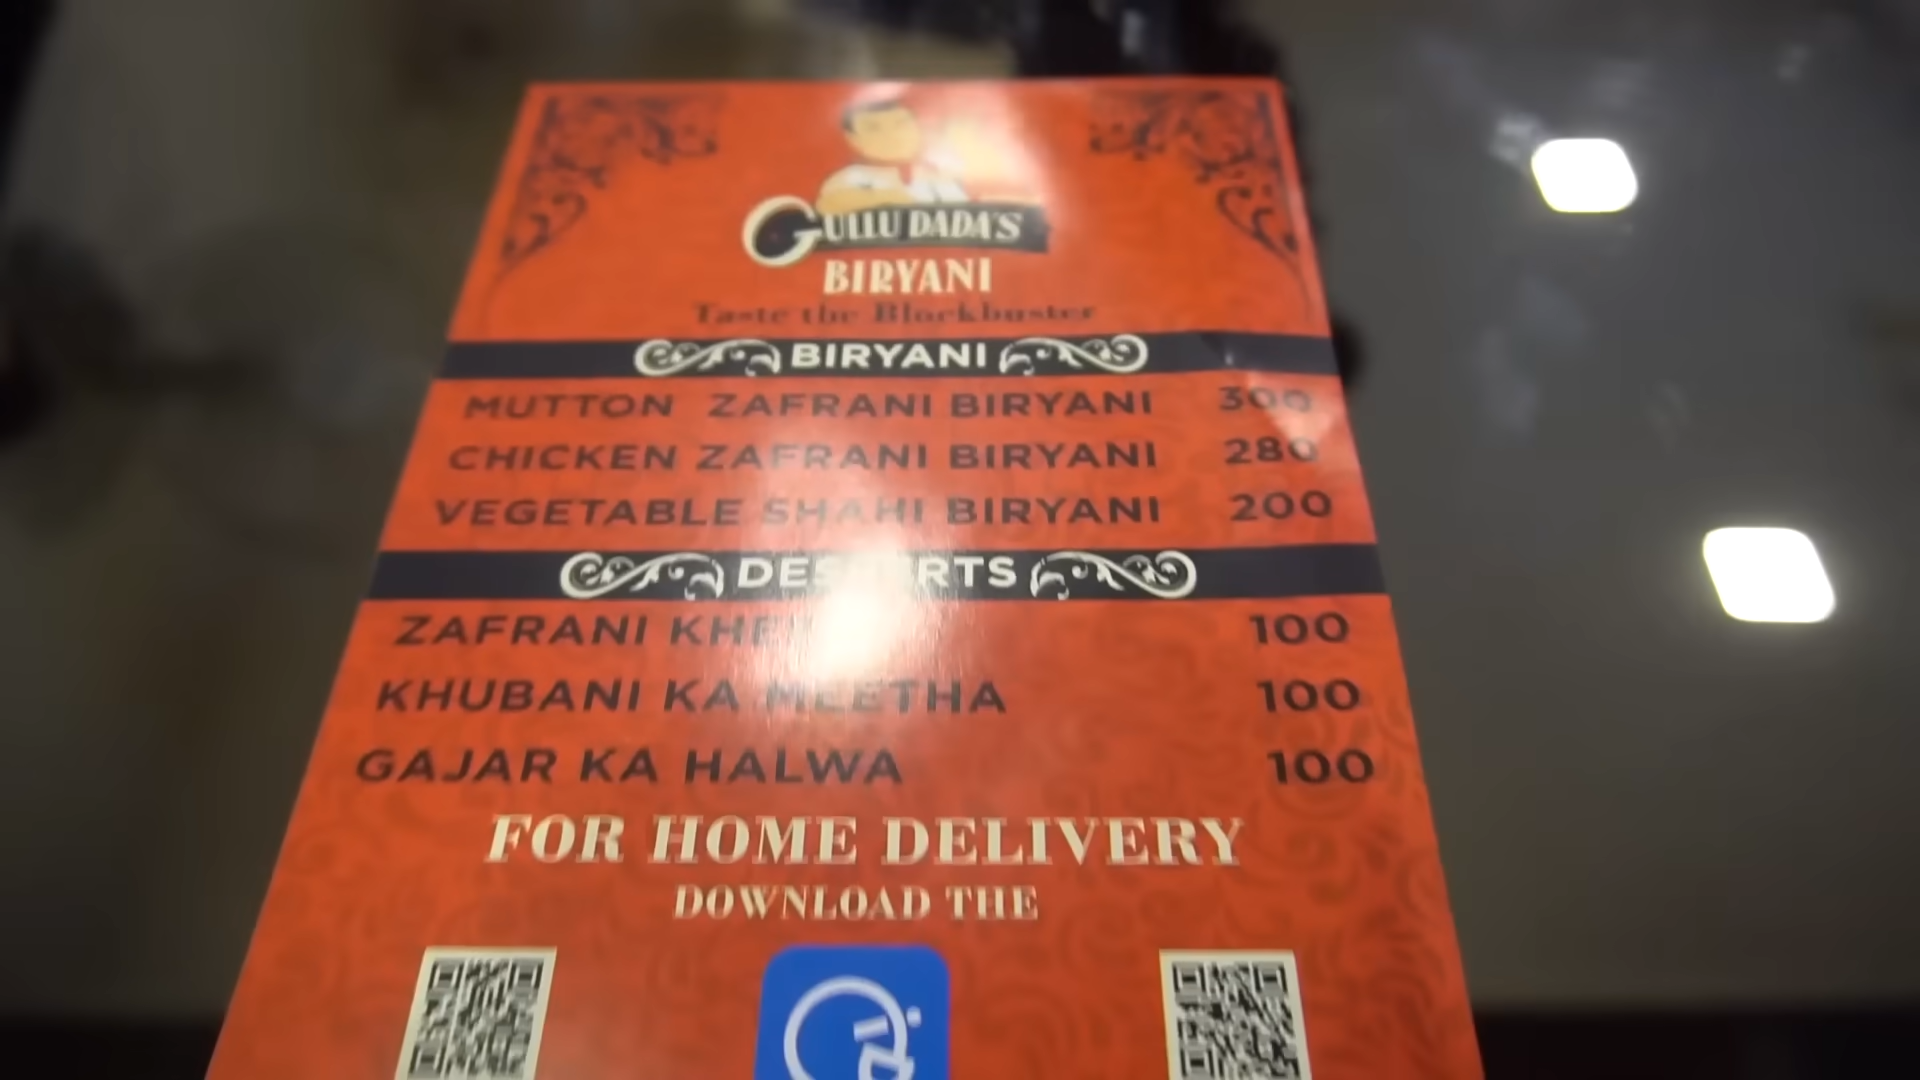 GULLU DADA'S
BIRYANI
Taste the Blockbuster
BIRYANI
MUTTON ZAFRANI BIRYANI 300
CHICKEN ZAFRANI BIRYANI 280
VEGETABLE SHAHI BIRYANI 200
DESSERTS
ZAFRANI 100
KHUBANI KA MEETHA 100
GAJAR KA HALWA 100
FOR HOME DELIVERY
DOWNLOAD THE